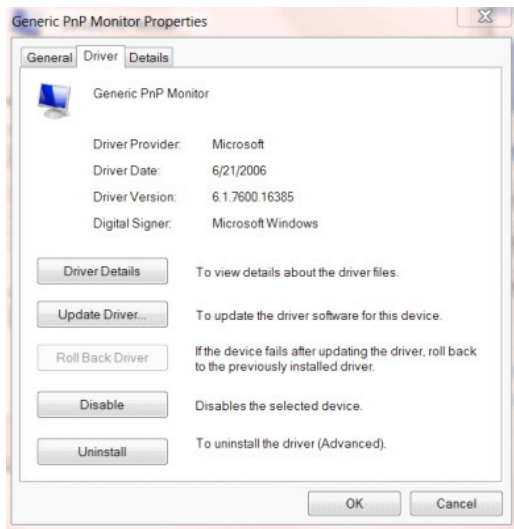 Generic PnP Monitor Properties
General Driver Details
Generic PnP Monitor
Driver Provider: Microsoft
Driver Date: 6/21/2006
Driver Version: 6.1.7600.16385
Digital Signer: Microsoft Windows
Driver Details To view details about the driver files.
Update Driver... To update the driver software for this device.
Roll Back Driver If the device fails after updating the driver, roll back
to the previously installed driver.
Disable Disables the selected device.
Uninstall To uninstall the driver (Advanced).
OK Cancel